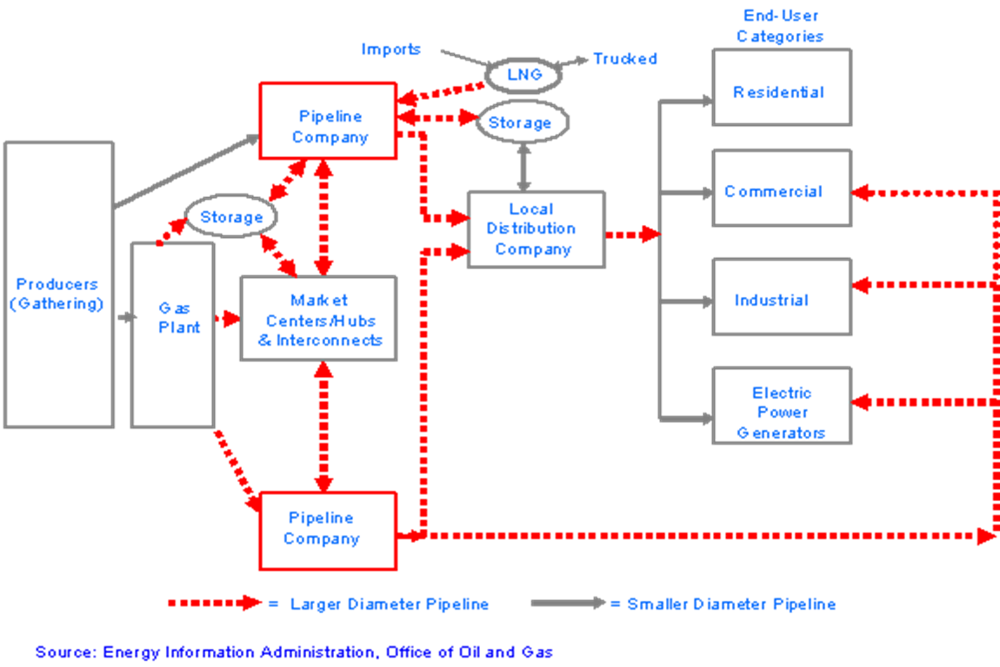 End-User
Categories
Imports
LNG
Trucked
Residential
Pipeline
Company
Storage
Commercial
Storage
Local
Distribution
Company
Producers
(Gathering)
Gas
Plant
Market
Centers/Hubs
& Interconnects
Industrial
Electric
Power
Generators
Pipeline
Company
= Larger Diameter Pipeline
= Smaller Diameter Pipeline
Source: Energy Information Administration, Office of Oil and Gas